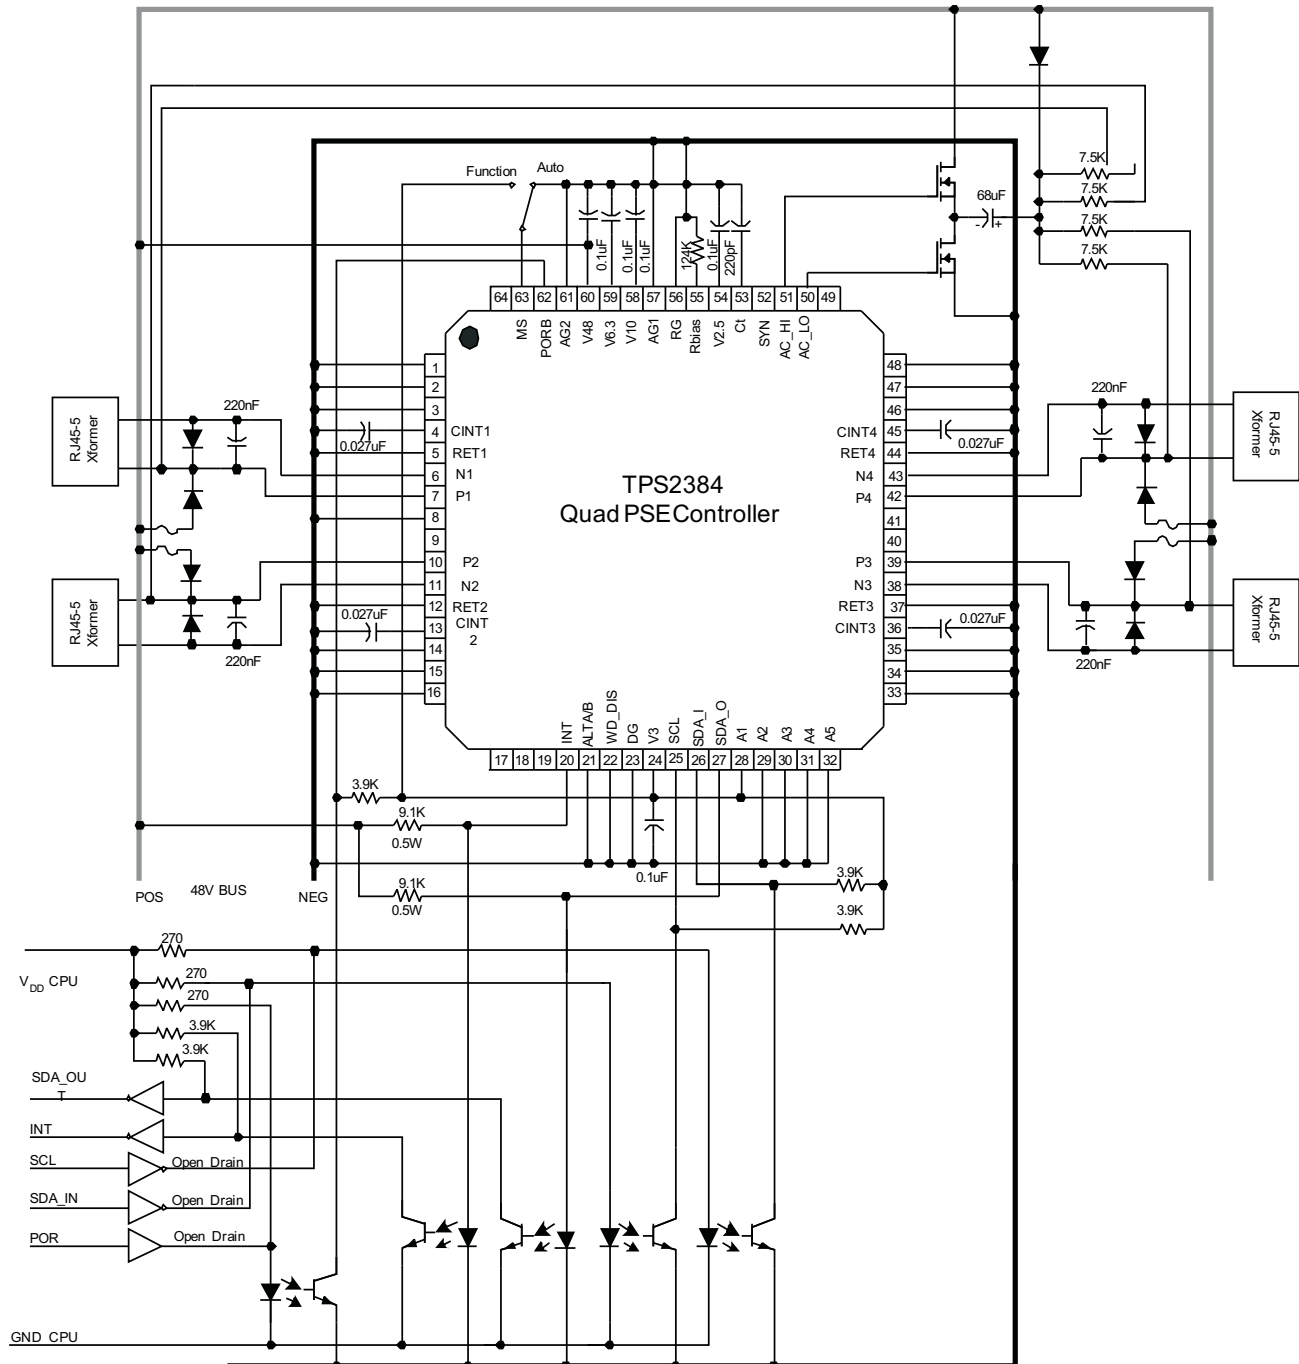 7.5K
7.5K
7.5K
7.5K
68uF
- +
Function
Auto
0.1uF
0.1uF
0.1uF
124K
0.1uF
220pF
64 63 62 61 60 59 58 57 56 55 54 53 52 51 50 49
MS
PORB
AG2
V48
V6.3
V10
AG1
RG
Rbias
V2.5
Ct
SYN
AC_HI
AC_LO
RJ45-5
Xformer
220nF
0.027uF
RJ45-5
Xformer
220nF
0.027uF
1
2
3
4 CINT1
5 RET1
6 N1
7 P1
8
9
10 P2
11 N2
12 RET2
13 CINT
2
14
15
16
TPS2384
Quad PSE Controller
48
47
46
CINT4 45
RET4 44
N4 43
P4 42
41
40
P3 39
N3 38
RET3 37
CINT3 36
35
34
33
0.027uF
220nF
RJ45-5
Xformer
0.027uF
220nF
RJ45-5
Xformer
INT
ALTA/B
WD_DIS
DG
V3
SCL
SDA_I
SDA_O
A1
A2
A3
A4
A5
17 18 19 20 21 22 23 24 25 26 27 28 29 30 31 32
3.9K
9.1K
0.5W
0.1uF
3.9K
9.1K
0.5W
3.9K
POS
48V BUS
NEG
270
VDD CPU
270
270
3.9K
3.9K
SDA_OU
T
INT
SCL
Open Drain
SDA_IN
Open Drain
POR
Open Drain
GND CPU